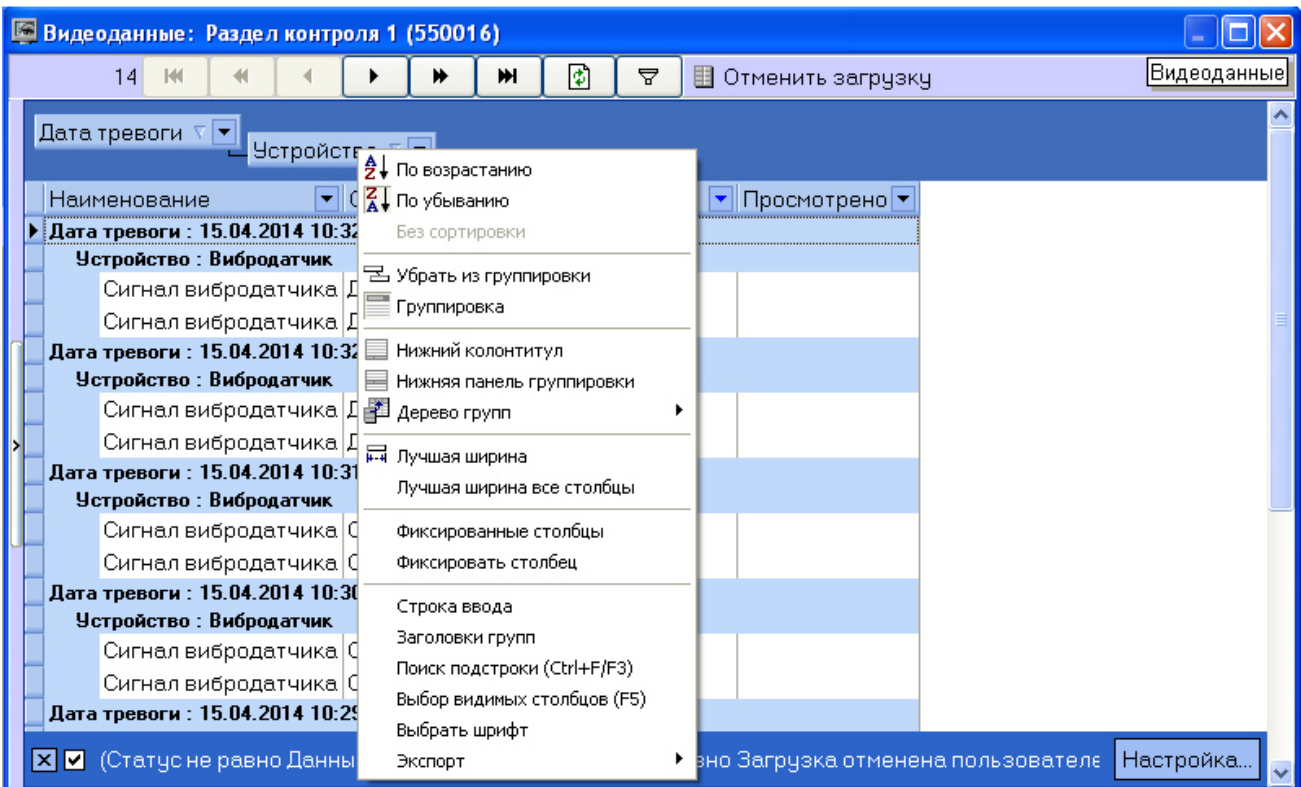 Видеоданные: Раздел контроля 1 (550016)
14 Отменить загрузку Видеоданные
Дата тревоги
Устройство
Наименование Просмотрено
Дата тревоги : 15.04.2014 10:32
Устройство : Вибродатчик
Сигнал вибродатчика
Сигнал вибродатчика
Дата тревоги : 15.04.2014 10:32
Устройство : Вибродатчик
Сигнал вибродатчика
Сигнал вибродатчика
Дата тревоги : 15.04.2014 10:31
Устройство : Вибродатчик
Сигнал вибродатчика
Сигнал вибродатчика
Дата тревоги : 15.04.2014 10:30
Устройство : Вибродатчик
Сигнал вибродатчика
Сигнал вибродатчика
Дата тревоги : 15.04.2014 10:29
По возрастанию
По убыванию
Без сортировки
Убрать из группировки
Группировка
Нижний колонтитул
Нижняя панель группировки
Дерево групп
Лучшая ширина
Лучшая ширина все столбцы
Фиксированные столбцы
Фиксировать столбец
Строка ввода
Заголовки групп
Поиск подстроки (Ctrl+F/F3)
Выбор видимых столбцов (F5)
Выбрать шрифт
Экспорт
(Статус не равно Данны вно Загрузка отменена пользователе Настройка...